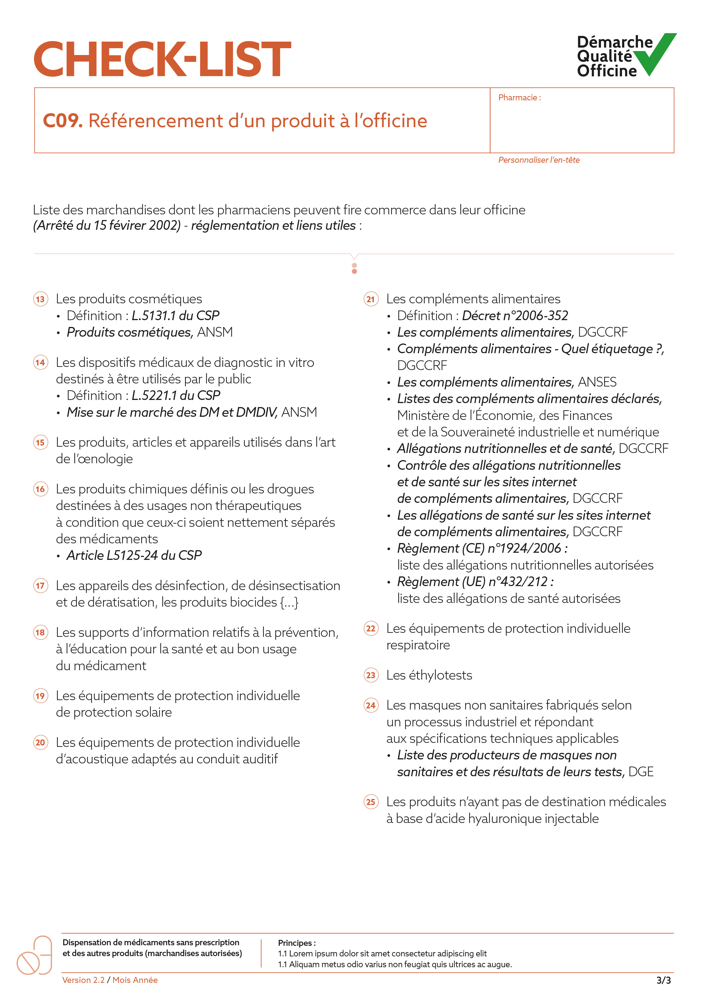 CHECK-LIST
Démarche
Qualité
Officine
C09. Référencement d’un produit à l’officine
Pharmacie :
Personnaliser l’en-tête
Liste des marchandises dont les pharmaciens peuvent fire commerce dans leur officine
(Arrêté du 15 févirer 2002) - réglementation et liens utiles :
13 Les produits cosmétiques
• Définition : L.5131.1 du CSP
• Produits cosmétiques, ANSM
14 Les dispositifs médicaux de diagnostic in vitro
destinés à être utilisés par le public
• Définition : L.5221.1 du CSP
• Mise sur le marché des DM et DMDIV, ANSM
15 Les produits, articles et appareils utilisés dans l’art
de l’œnologie
16 Les produits chimiques définis ou les drogues
destinées à des usages non thérapeutiques
à condition que ceux-ci soient nettement séparés
des médicaments
• Article L5125-24 du CSP
17 Les appareils des désinfection, de désinsectisation
et de dératisation, les produits biocides {...}
18 Les supports d’information relatifs à la prévention,
à l’éducation pour la santé et au bon usage
du médicament
19 Les équipements de protection individuelle
de protection solaire
20 Les équipements de protection individuelle
d’acoustique adaptés au conduit auditif
21 Les compléments alimentaires
• Définition : Décret n°2006-352
• Les compléments alimentaires, DGCCRF
• Compléments alimentaires - Quel étiquetage ?,
DGCCRF
• Les compléments alimentaires, ANSES
• Listes des compléments alimentaires déclarés,
Ministère de l’Économie, des Finances
et de la Souveraineté industrielle et numérique
• Allégations nutritionnelles et de santé, DGCCRF
• Contrôle des allégations nutritionnelles
et de santé sur les sites internet
de compléments alimentaires, DGCCRF
• Les allégations de santé sur les sites internet
de compléments alimentaires, DGCCRF
• Règlement (CE) n°1924/2006 :
liste des allégations nutritionnelles autorisées
• Règlement (UE) n°432/212 :
liste des allégations de santé autorisées
22 Les équipements de protection individuelle
respiratoire
23 Les éthylotests
24 Les masques non sanitaires fabriqués selon
un processus industriel et répondant
aux spécifications techniques applicables
• Liste des producteurs de masques non
sanitaires et des résultats de leurs tests, DGE
25 Les produits n’ayant pas de destination médicales
à base d’acide hyaluronique injectable
Dispensation de médicaments sans prescription
et des autres produits (marchandises autorisées)
Principes :
1.1 Lorem ipsum dolor sit amet consectetur adipiscing elit
1.1 Aliquam metus odio varius non feugiat quis ultrices ac augue.
Version 2.2 / Mois Année
3/3